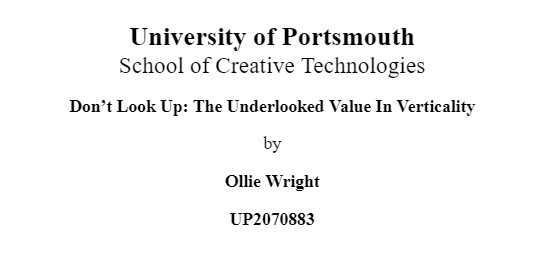 University of Portsmouth
School of Creative Technologies
Don’t Look Up: The Underlooked Value In Verticality
by
Ollie Wright
UP2070883